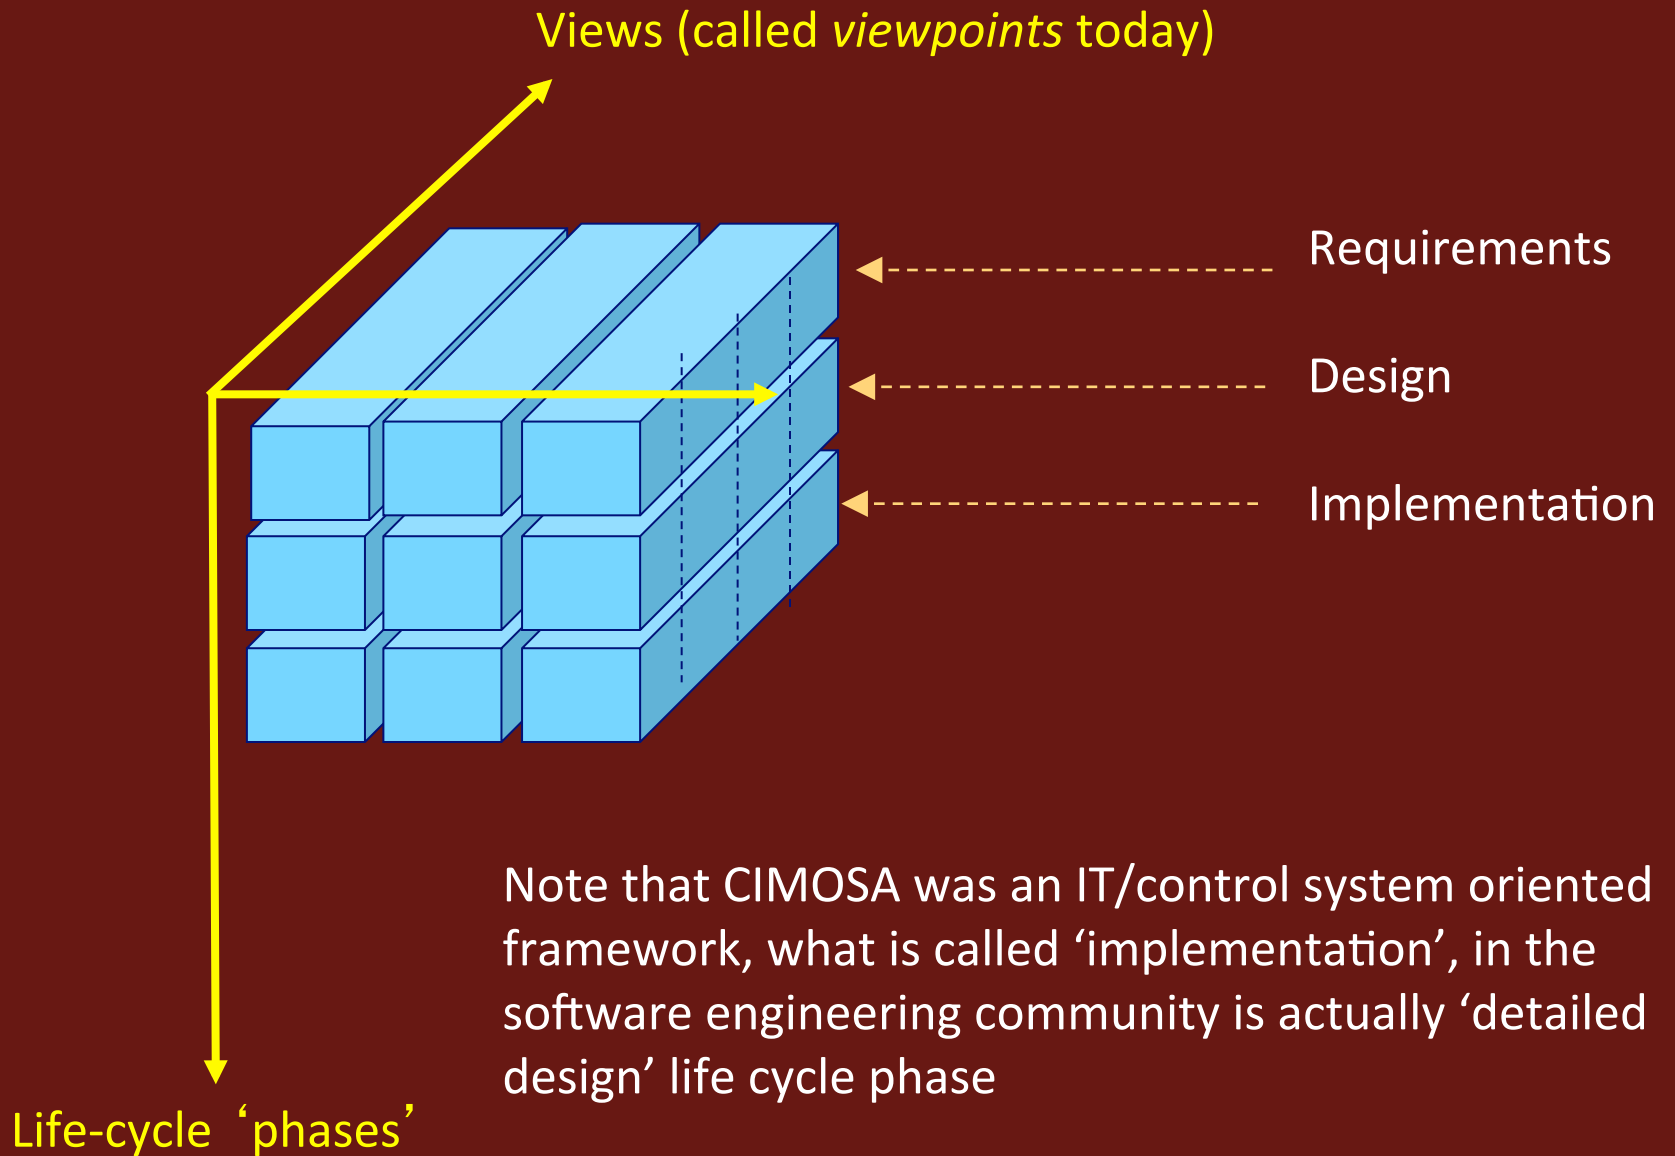 Views (called viewpoints today)
Requirements
Design
Implementation
Note that CIMOSA was an IT/control system oriented
framework, what is called ‘implementation’, in the
software engineering community is actually ‘detailed
design’ life cycle phase
Life-cycle ‘phases’